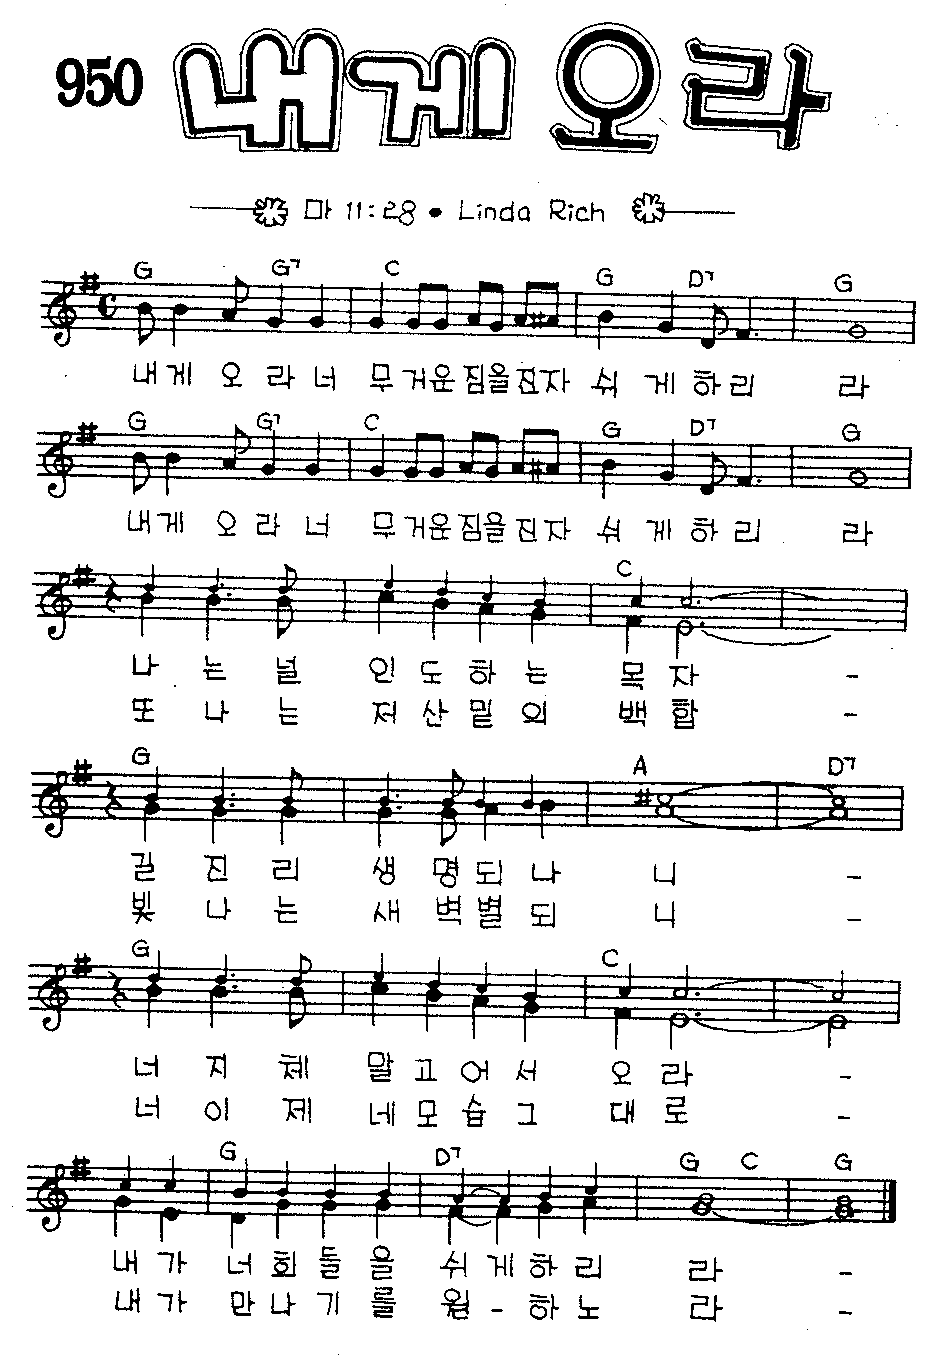 950 내게 오라
마 11:28 • Linda Rich
G G7 C G D7 G
내게 오 라 너 무 거운 짐을 진자 쉬 게 하 리 라
G G7 C G D7 G
내게 오 라 너 무 거운 짐을 진자 쉬 게 하 리 라
C
나 는 널 인 도 하 는 목 자 -
또 나 는 저 산 밑 의 백 합 -
G A D7
길 진 리 생 명 되 나 니 -
빛 나 는 새 벽 별 되 니 -
G C
너 지 체 말 고 어 서 오 라 -
너 이 제 네 모 습 그 대 로 -
G D7 G C G
내 가 너 희 들 을 쉬 게 하 리 라 -
내 가 만 나 기 를 원 - 하 노 라 -